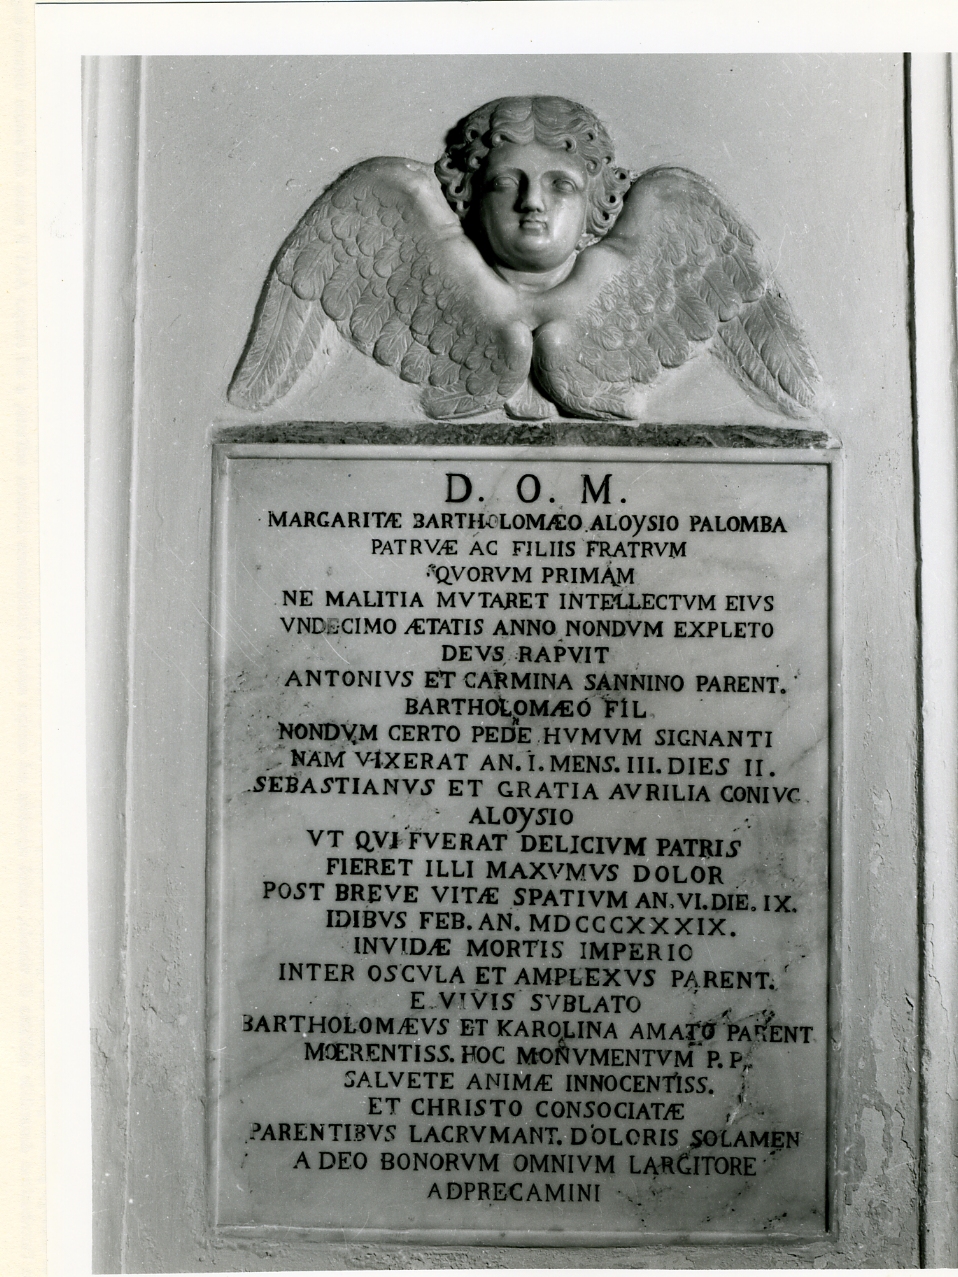 D. O. M.
MARGARITÆ BARTHOLOMÆO ALOYSIO PALOMBA
PATRVÆ AC FILIIS FRATRVM
QVORVM PRIMAM
NE MALITIA MVTARET INTELLECTVM EIVS
VNDECIMO ÆTATIS ANNO NONDVM EXPLETO
DEVS RAPVIT
ANTONIVS ET CARMINA SANNINO PARENT.
BARTHOLOMÆO FIL
NONDVM CERTO PEDE HVMVM SIGNANTI
NAM VIXERAT AN. I. MENS. III. DIES II.
SEBASTIANVS ET GRATIA AVRILIA CONIVG
ALOYSIO
VT QVI FVERAT DELICIVM PATRIS
FIERET ILLI MAXVMVS DOLOR
POST BREVE VITÆ SPATIVM AN. VI. DIE. IX.
IDIBVS FEB. AN. MDCCCXXXIX.
INVIDÆ MORTIS IMPERIO
INTER OSCVLA ET AMPLEXVS PARENT.
E VIVIS SVBLATO
BARTHOLOMÆVS ET KAROLINA AMATO PARENT
MŒRENTISS. HOC MONVMENTVM P. P.
SALVETE ANIMÆ INNOCENTISS.
ET CHRISTO CONSOCIATÆ
PARENTIBVS LACRVMANT. DOLORIS SOLAMEN
A DEO BONORVM OMNIVM LARGITORE
ADPRECAMINI